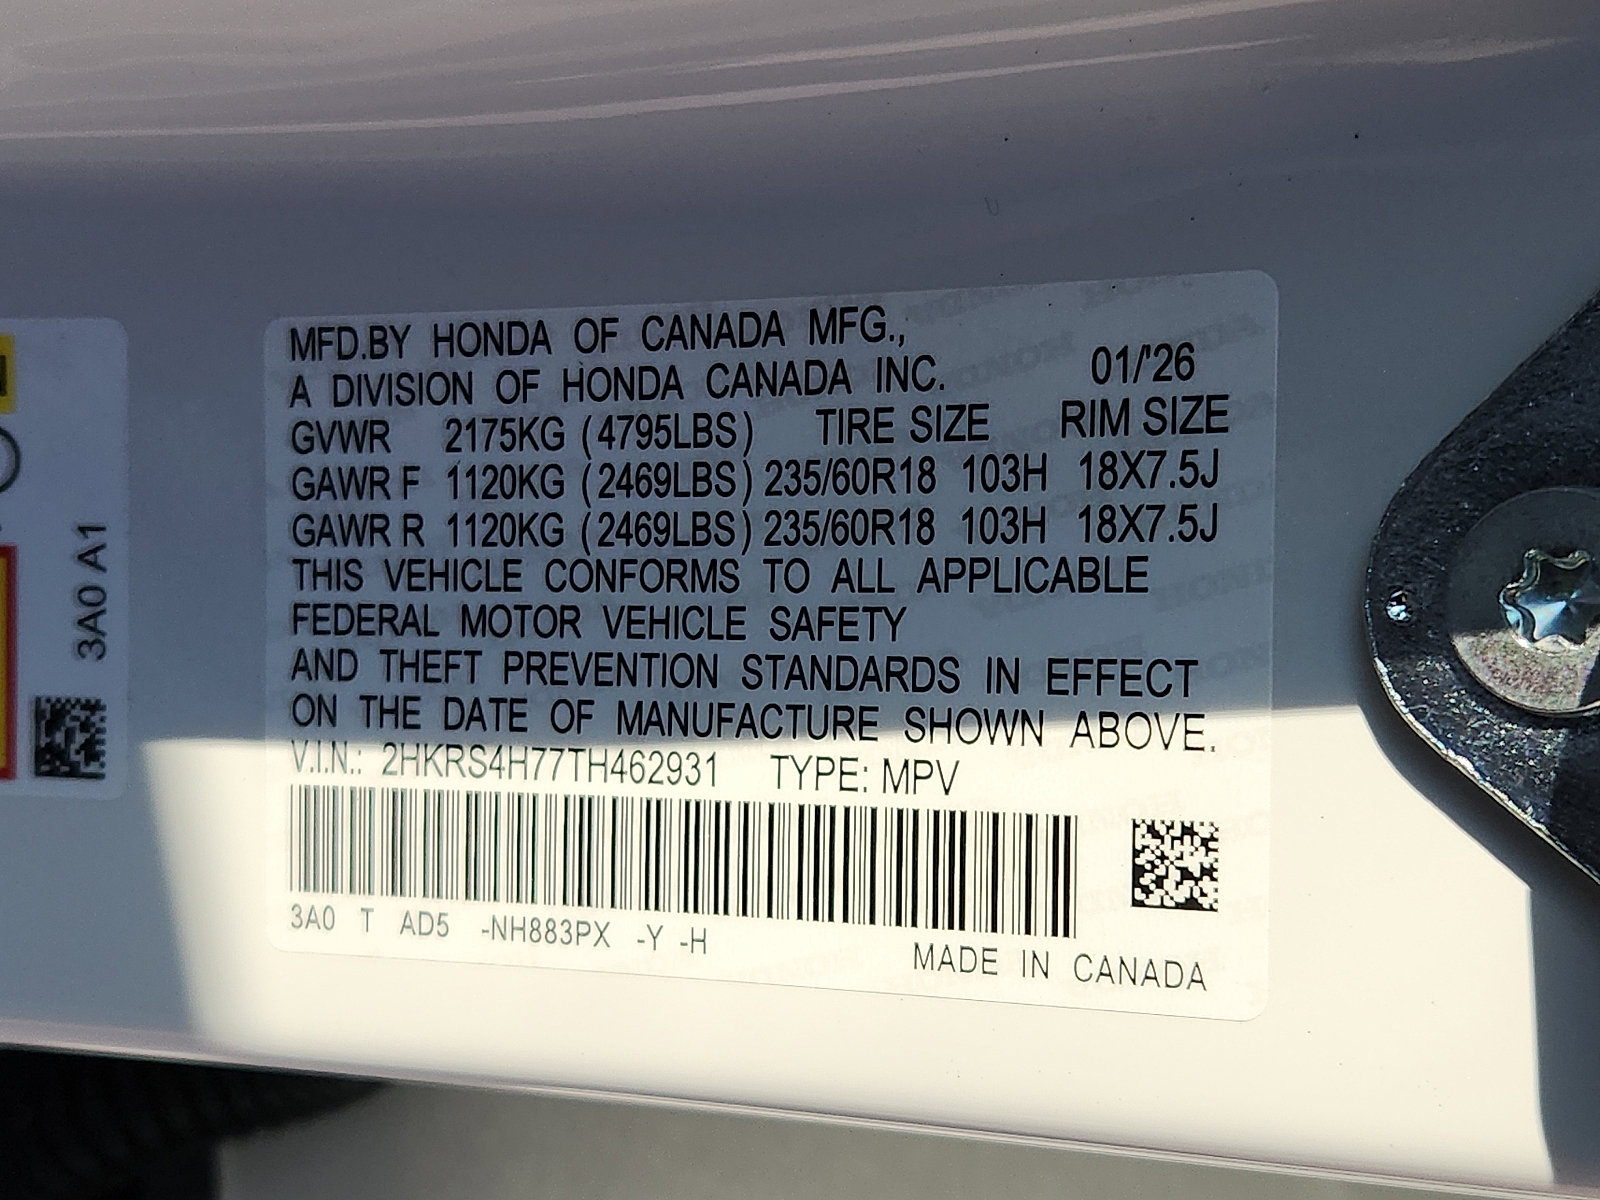 MFD.BY HONDA OF CANADA MFG.,
A DIVISION OF HONDA CANADA INC. 01/'26
GVWR 2175KG (4795LBS) TIRE SIZE RIM SIZE
GAWR F 1120KG (2469LBS) 235/60R18 103H 18X7.5J
GAWR R 1120KG (2469LBS) 235/60R18 103H 18X7.5J
THIS VEHICLE CONFORMS TO ALL APPLICABLE
FEDERAL MOTOR VEHICLE SAFETY
AND THEFT PREVENTION STANDARDS IN EFFECT
ON THE DATE OF MANUFACTURE SHOWN ABOVE.
V.I.N.: 2HKRS4H77TH462931 TYPE: MPV
3A0 T AD5 -NH883PX -Y -H
MADE IN CANADA
3A0 A1